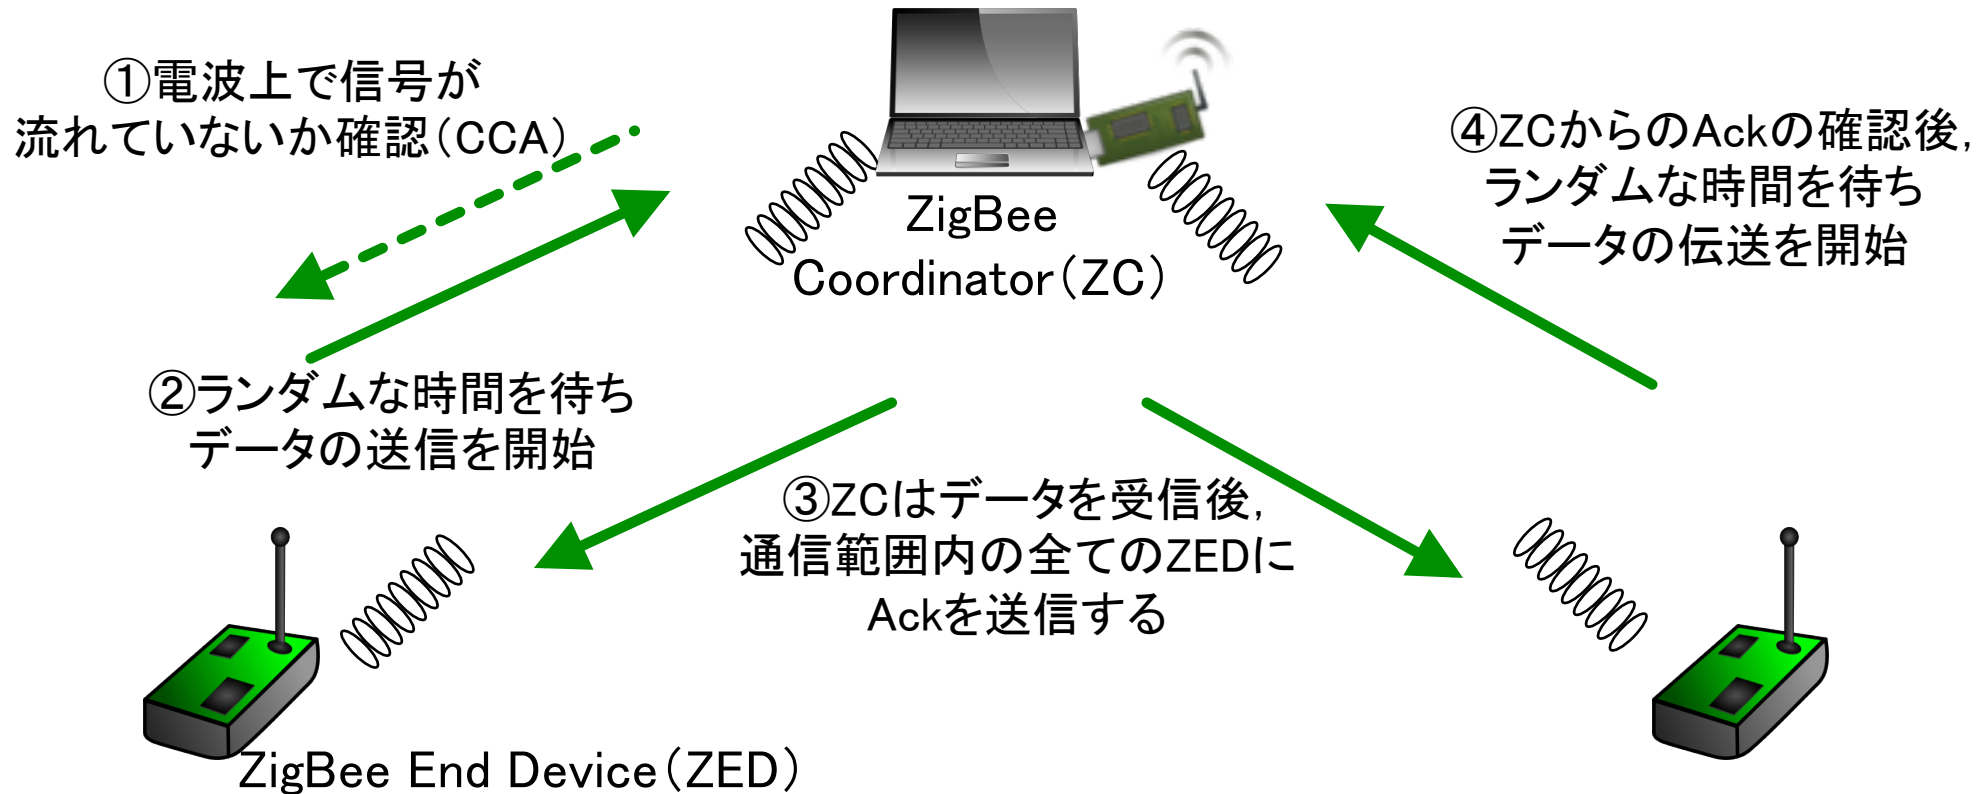 ①電波上で信号が
流れていないか確認（CCA）
ZigBee
Coordinator（ZC）
④ZCからのAckの確認後，
ランダムな時間を待ち
データの伝送を開始
②ランダムな時間を待ち
データの送信を開始
③ZCはデータを受信後，
通信範囲内の全てのZEDに
Ackを送信する
ZigBee End Device（ZED）